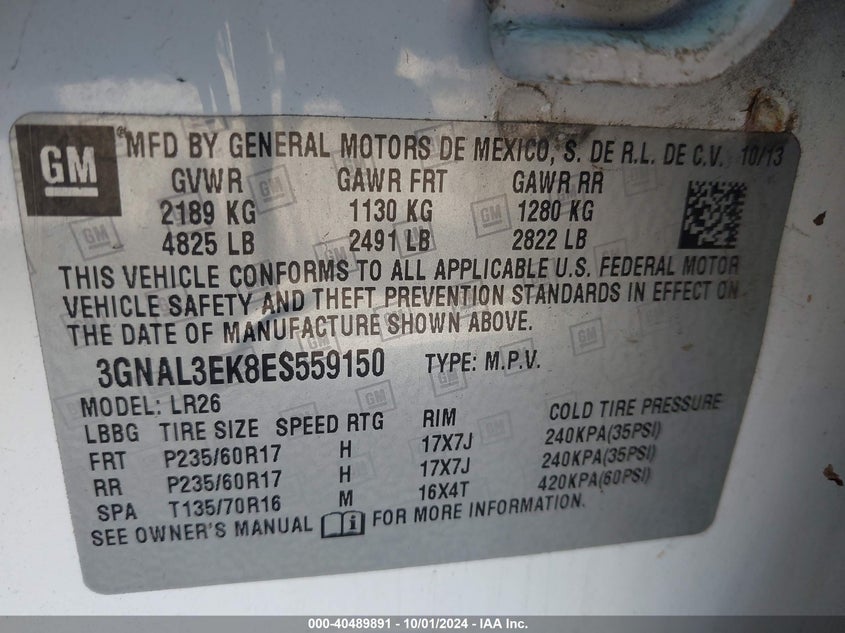 GM
®MFD BY GENERAL MOTORS DE MEXICO, S. DE R.L. DE C.V. 10/13
GVWR GAWR FRT GAWR RR
2189 KG 1130 KG 1280 KG
4825 LB 2491 LB 2822 LB
THIS VEHICLE CONFORMS TO ALL APPLICABLE U.S. FEDERAL MOTOR
VEHICLE SAFETY AND THEFT PREVENTION STANDARDS IN EFFECT ON
THE DATE OF MANUFACTURE SHOWN ABOVE.
3GNAL3EK8ES559150 TYPE: M.P.V.
MODEL: LR26
LBBG TIRE SIZE SPEED RTG RIM COLD TIRE PRESSURE
FRT P235/60R17 H 17X7J 240KPA(35PSI)
RR P235/60R17 H 17X7J 240KPA(35PSI)
SPA T135/70R16 M 16X4T 420KPA(60PSI)
SEE OWNER'S MANUAL FOR MORE INFORMATION.
000-40489891 - 10/01/2024 - IAA Inc.